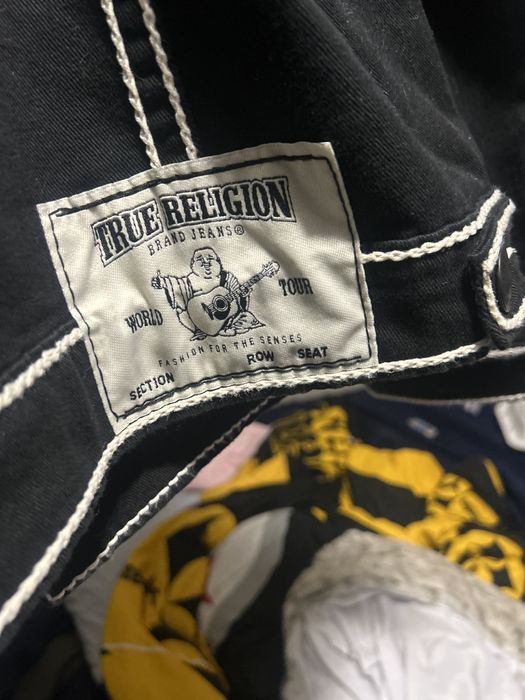 TRUE RELIGION
BRAND JEANS®
WORLD TOUR
FASHION FOR THE SENSES
SECTION ROW SEAT